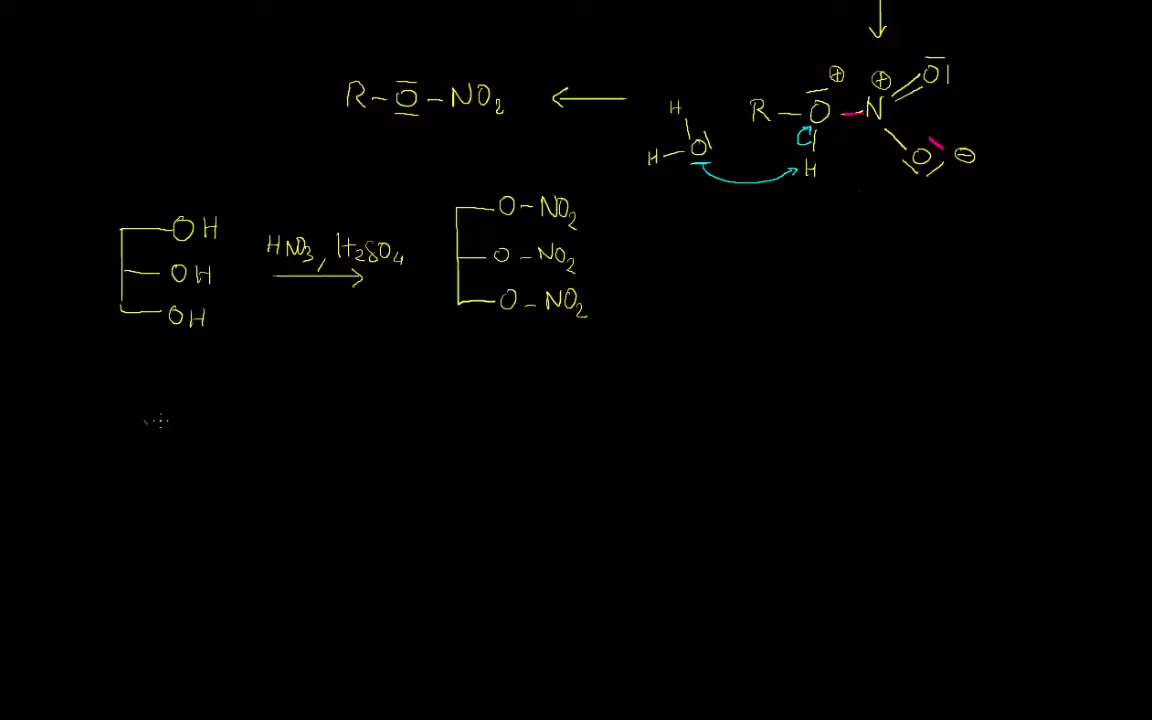 R – O – NO2 ← R – O – N O
⊕ ⊕
H
H O H O ⊖
OH HNO3, H2SO4 O – NO2
OH → O – NO2
OH O – NO2